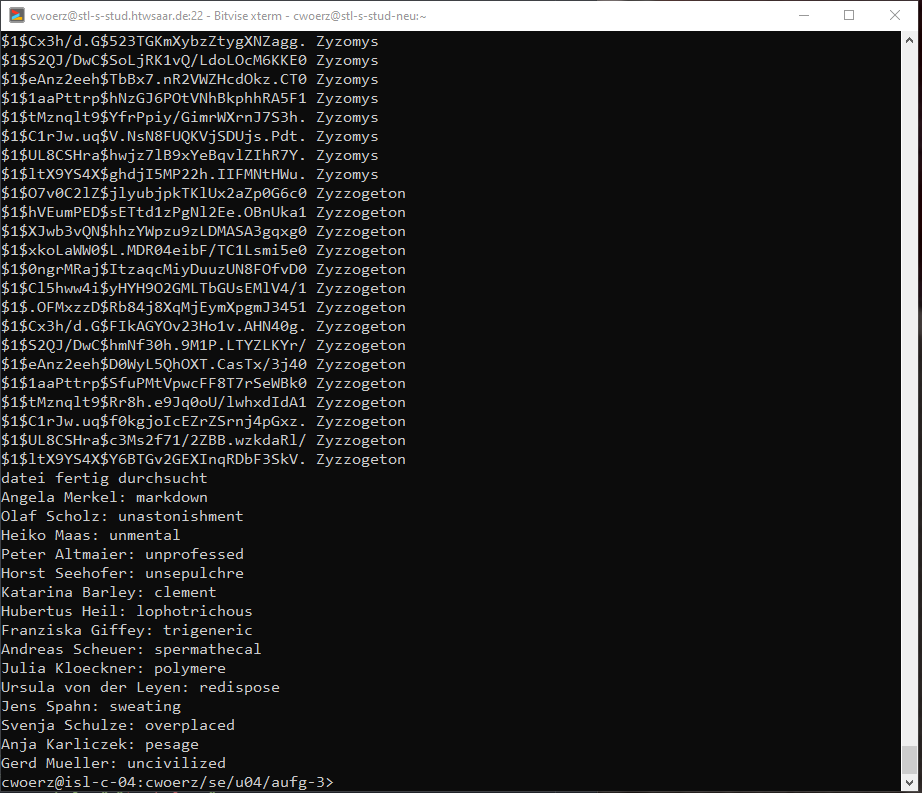 cwoerz@stl-s-stud.htwsaar.de:22 - Bitvise xterm - cwoerz@stl-s-stud-neu:~
$1$Cx3h/d.G$523TGKmXybzZtygXNZagg. Zyzomys
$1$S2QJ/DwC$SoLjRK1vQ/LdoLOcM6KKE0 Zyzomys
$1$eAnz2eeh$TbBx7.nR2VWZHcdOkz.CT0 Zyzomys
$1$1aaPttrp$hNzGJ6POtVNhBkphhRA5F1 Zyzomys
$1$tMznqlt9$YfrPpiy/GimrWXrnJ7S3h. Zyzomys
$1$C1rJw.uq$V.NsN8FUQKVjSDUjs.Pdt. Zyzomys
$1$UL8CSHra$hwjz7lB9xYeBqvlZIhR7Y. Zyzomys
$1$ltX9YS4X$ghdjI5MP22h.IIFMNtHWu. Zyzomys
$1$O7v0C2lZ$jlyubjpkTKlUx2aZp0G6c0 Zyzzogeton
$1$hVEumPED$sETtd1zPgNl2Ee.OBnUka1 Zyzzogeton
$1$XJwb3vQN$hhzYWpzu9zLDMASA3gqxg0 Zyzzogeton
$1$xkoLaWW0$L.MDR04eibF/TC1Lsmi5e0 Zyzzogeton
$1$0ngrMRaj$ItzaqcMiyDuuzUN8FOfvD0 Zyzzogeton
$1$Cl5hww4i$yHYH9O2GMLTbGUsEMlV4/1 Zyzzogeton
$1$.OFMxzzD$Rb84j8XqMjEymXpgmJ3451 Zyzzogeton
$1$Cx3h/d.G$FIkAGYOv23Ho1v.AHN40g. Zyzzogeton
$1$S2QJ/DwC$hmNf30h.9M1P.LTYZLKYr/ Zyzzogeton
$1$eAnz2eeh$D0WyL5QhOXT.CasTx/3j40 Zyzzogeton
$1$1aaPttrp$SfuPMtVpwcFF8T7rSeWBk0 Zyzzogeton
$1$tMznqlt9$Rr8h.e9Jq0oU/lwhxdIdA1 Zyzzogeton
$1$C1rJw.uq$f0kgjoIcEZrZSrnj4pGxz. Zyzzogeton
$1$UL8CSHra$c3Ms2f71/2ZBB.wzkdaRl/ Zyzzogeton
$1$ltX9YS4X$Y6BTGv2GEXInqRDbF3SkV. Zyzzogeton
datei fertig durchsucht
Angela Merkel: markdown
Olaf Scholz: unastonishment
Heiko Maas: unmental
Peter Altmaier: unprofessed
Horst Seehofer: unsepulchre
Katarina Barley: clement
Hubertus Heil: lophotrichous
Franziska Giffey: trigeneric
Andreas Scheuer: spermathecal
Julia Kloeckner: polymere
Ursula von der Leyen: redispose
Jens Spahn: sweating
Svenja Schulze: overplaced
Anja Karliczek: pesage
Gerd Mueller: uncivilized
cwoerz@isl-c-04:cwoerz/se/u04/aufg-3>